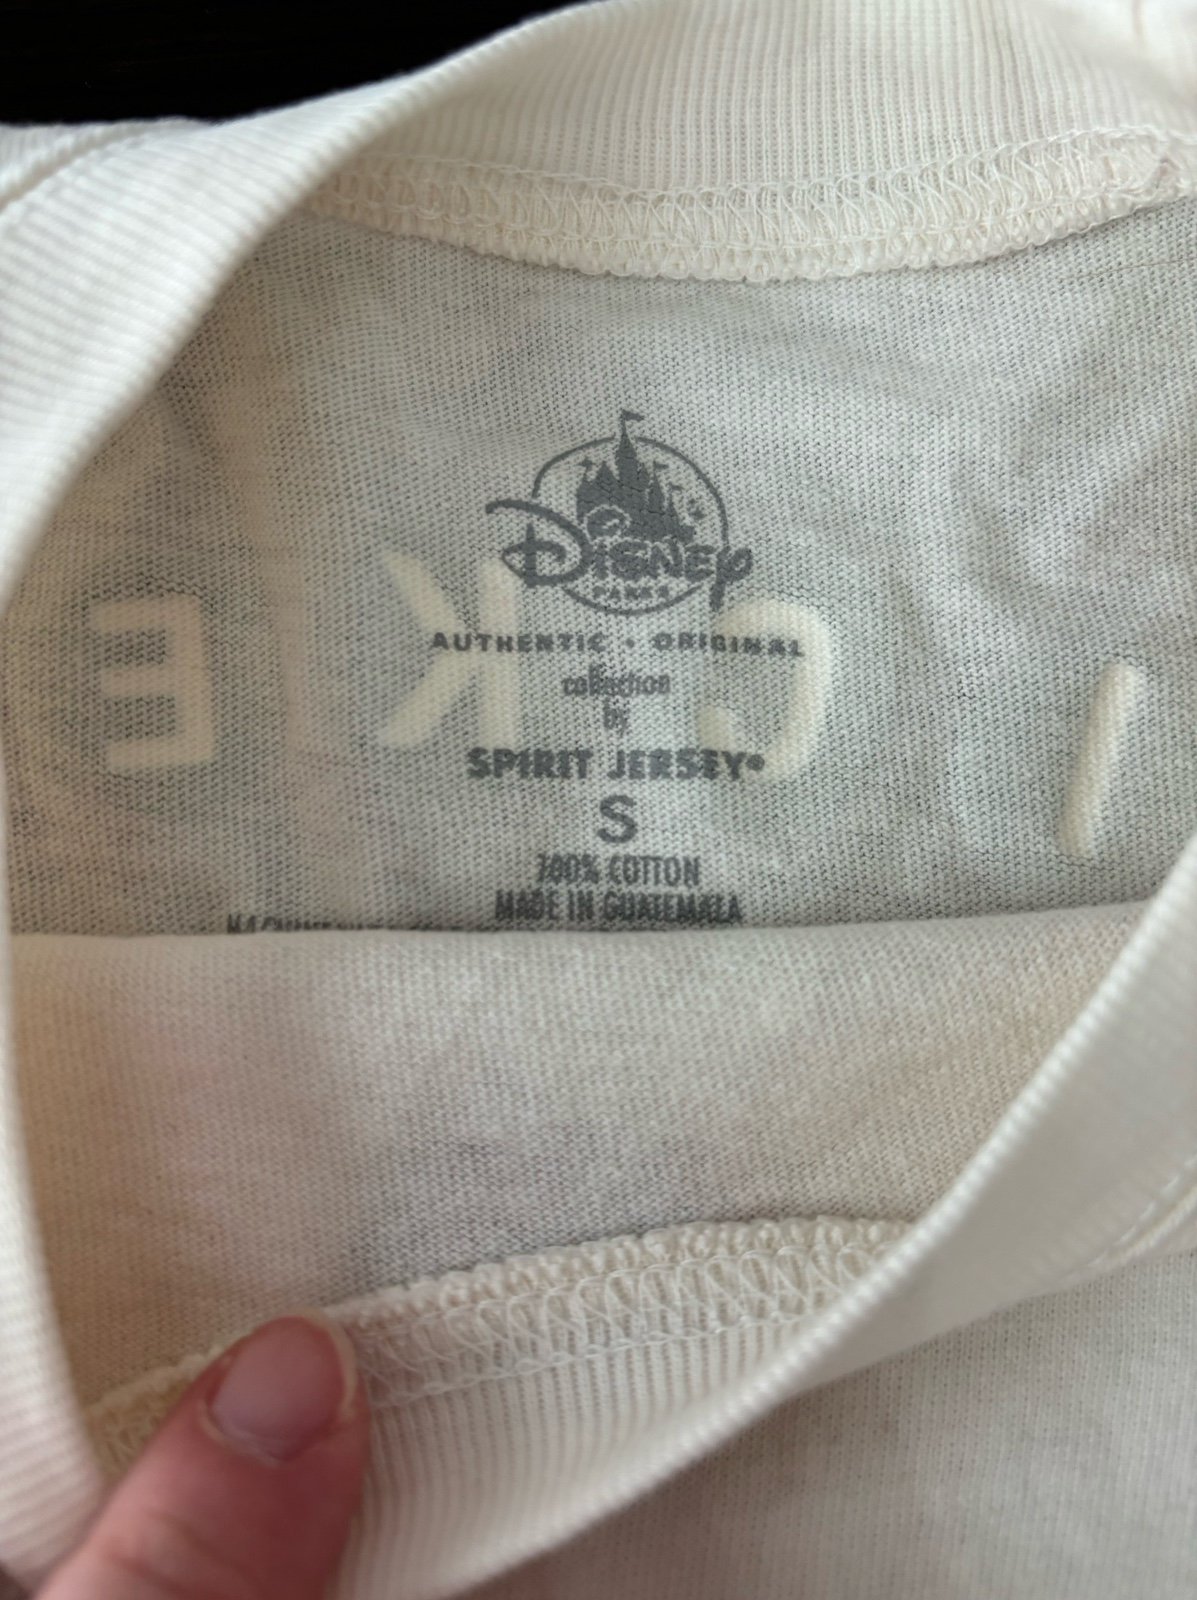 Disney
PARKS
AUTHENTIC • ORIGINAL
collection
by
SPIRIT JERSEY®
S
100% COTTON
MADE IN GUATEMALA